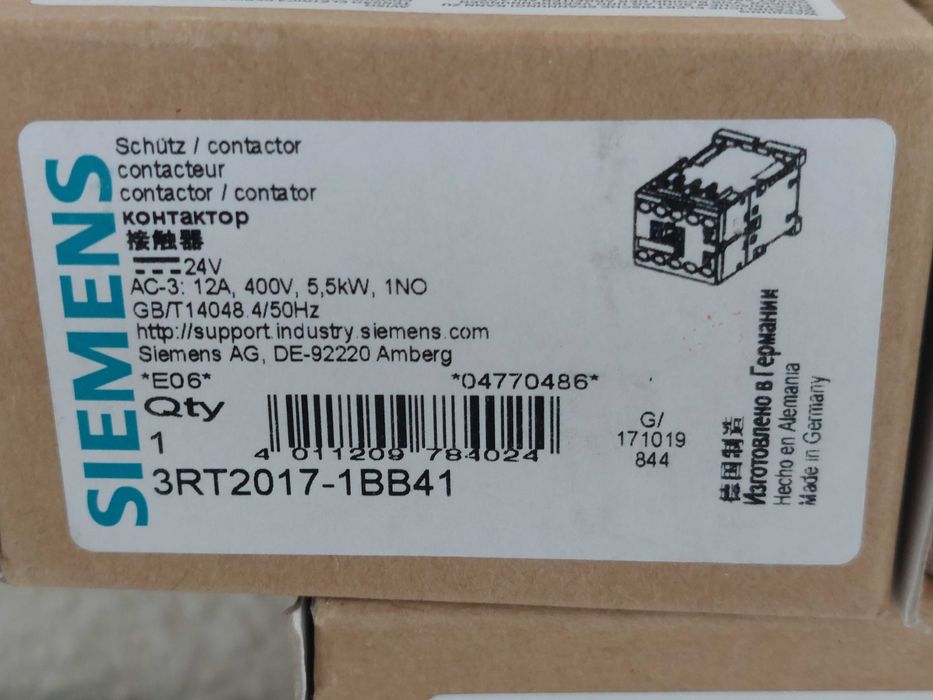 SIEMENS
Schütz / contactor
contacteur
contactor / contator
контактор
接触器
24V
AC-3: 12A, 400V, 5,5kW, 1NO
GB/T14048.4/50Hz
http://support.industry.siemens.com
Siemens AG, DE-92220 Amberg
*E06* *04770486*
Qty
1
4 011209 784024
3RT2017-1BB41
G/
171019
844
德国制造
Изготовлено в Германии
Hecho en Alemania
Made in Germany